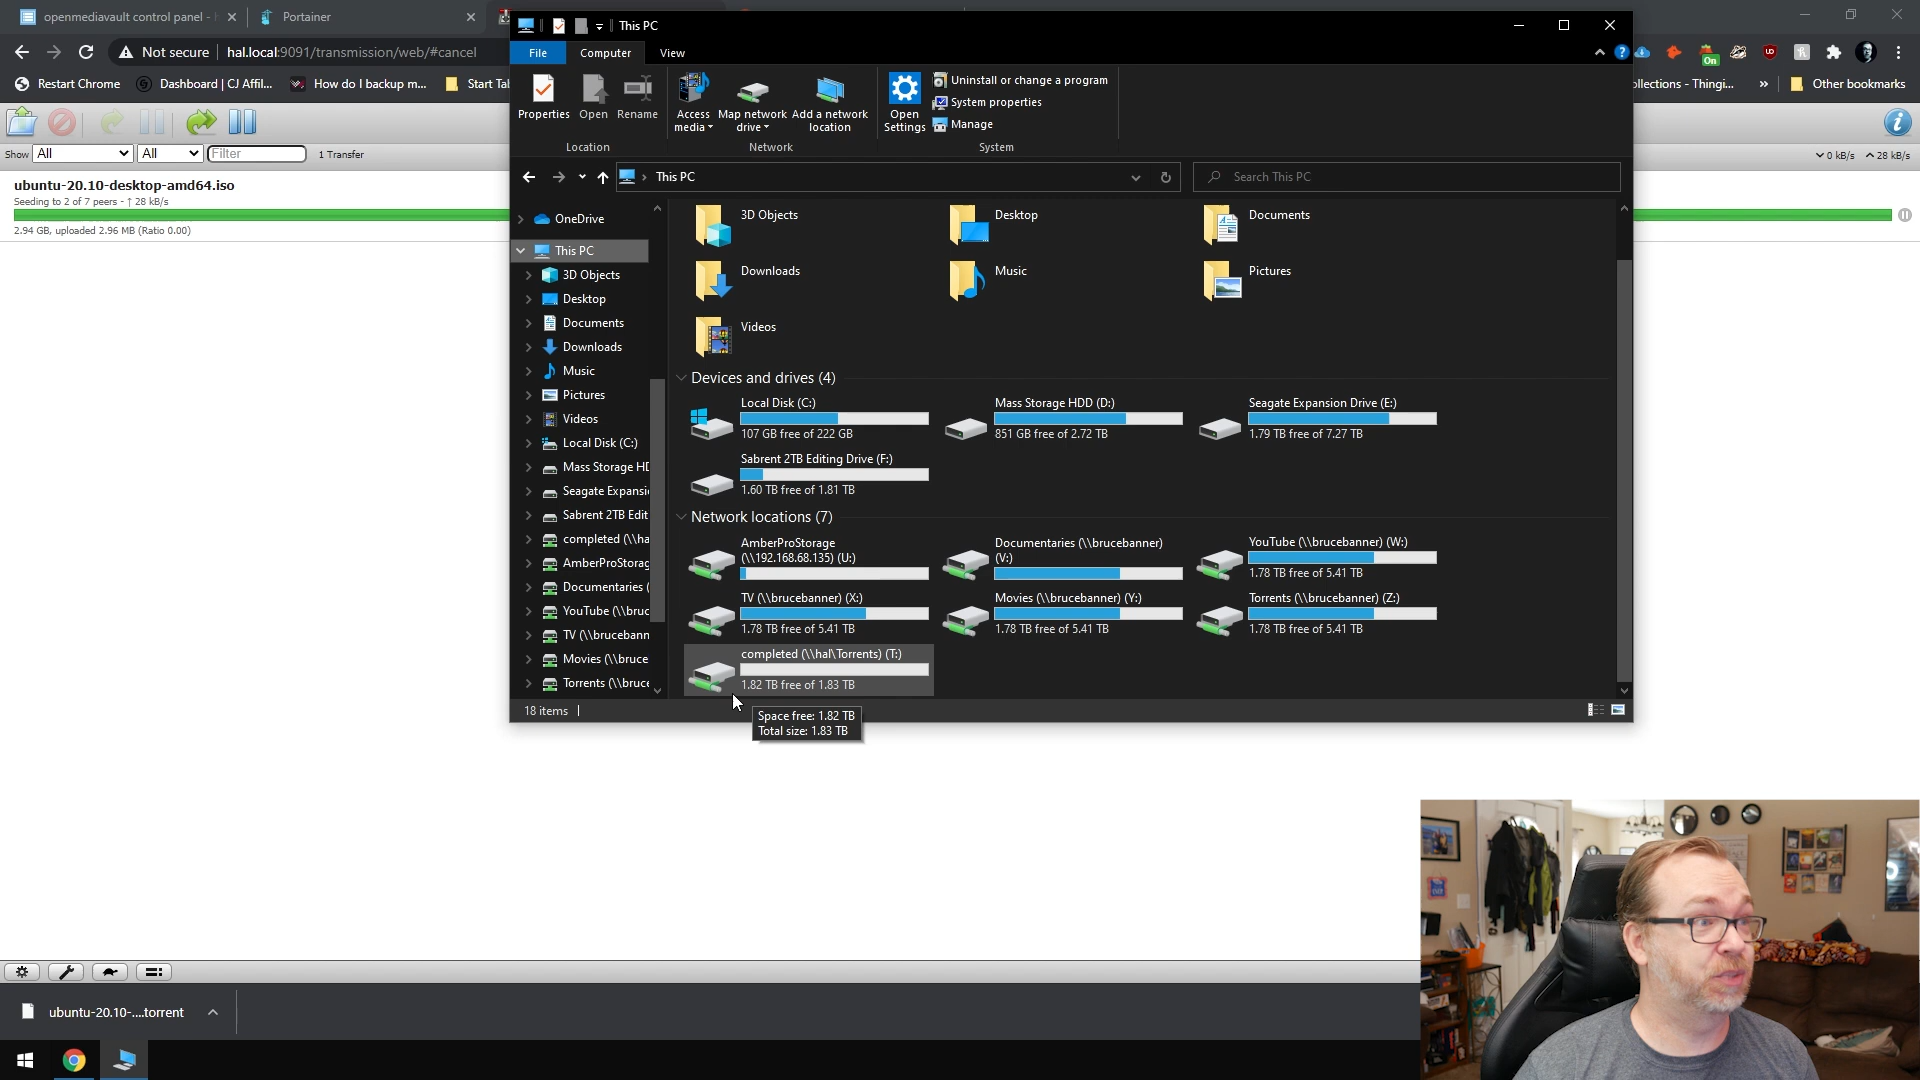 openmediavault control panel -
Portainer
Not secure
hal.local:9091/transmission/web/#cancel
On
Restart Chrome
Dashboard | CJ Affil...
How do I backup m...
Start Tal
ollections - Thingi...
»
Other bookmarks
Show
All
All
Filter
1 Transfer
0 kB/s
28 kB/s
ubuntu-20.10-desktop-amd64.iso
Seeding to 2 of 7 peers - ↑ 28 kB/s
2.94 GB, uploaded 2.96 MB (Ratio 0.00)
This PC
File
Computer
View
Properties
Open
Rename
Access media
Map network drive
Add a network location
Open Settings
Uninstall or change a program
System properties
Manage
Location
Network
System
This PC
Search This PC
OneDrive
This PC
3D Objects
Desktop
Documents
Downloads
Music
Pictures
Videos
Local Disk (C:)
Mass Storage HD
Seagate Expansi
Sabrent 2TB Edit
completed (\\ha
AmberProStorag
Documentaries (
YouTube (\\bruc
TV (\\brucebann
Movies (\\bruce
Torrents (\\bruce
3D Objects
Desktop
Documents
Downloads
Music
Pictures
Videos
Devices and drives (4)
Local Disk (C:)
107 GB free of 222 GB
Mass Storage HDD (D:)
851 GB free of 2.72 TB
Seagate Expansion Drive (E:)
1.79 TB free of 7.27 TB
Sabrent 2TB Editing Drive (F:)
1.60 TB free of 1.81 TB
Network locations (7)
AmberProStorage
(\\192.168.68.135) (U:)
Documentaries (\\brucebanner)
(V:)
YouTube (\\brucebanner) (W:)
1.78 TB free of 5.41 TB
TV (\\brucebanner) (X:)
1.78 TB free of 5.41 TB
Movies (\\brucebanner) (Y:)
1.78 TB free of 5.41 TB
Torrents (\\brucebanner) (Z:)
1.78 TB free of 5.41 TB
completed (\\hal\Torrents) (T:)
1.82 TB free of 1.83 TB
Space free: 1.82 TB
Total size: 1.83 TB
18 items
ubuntu-20.10-....torrent